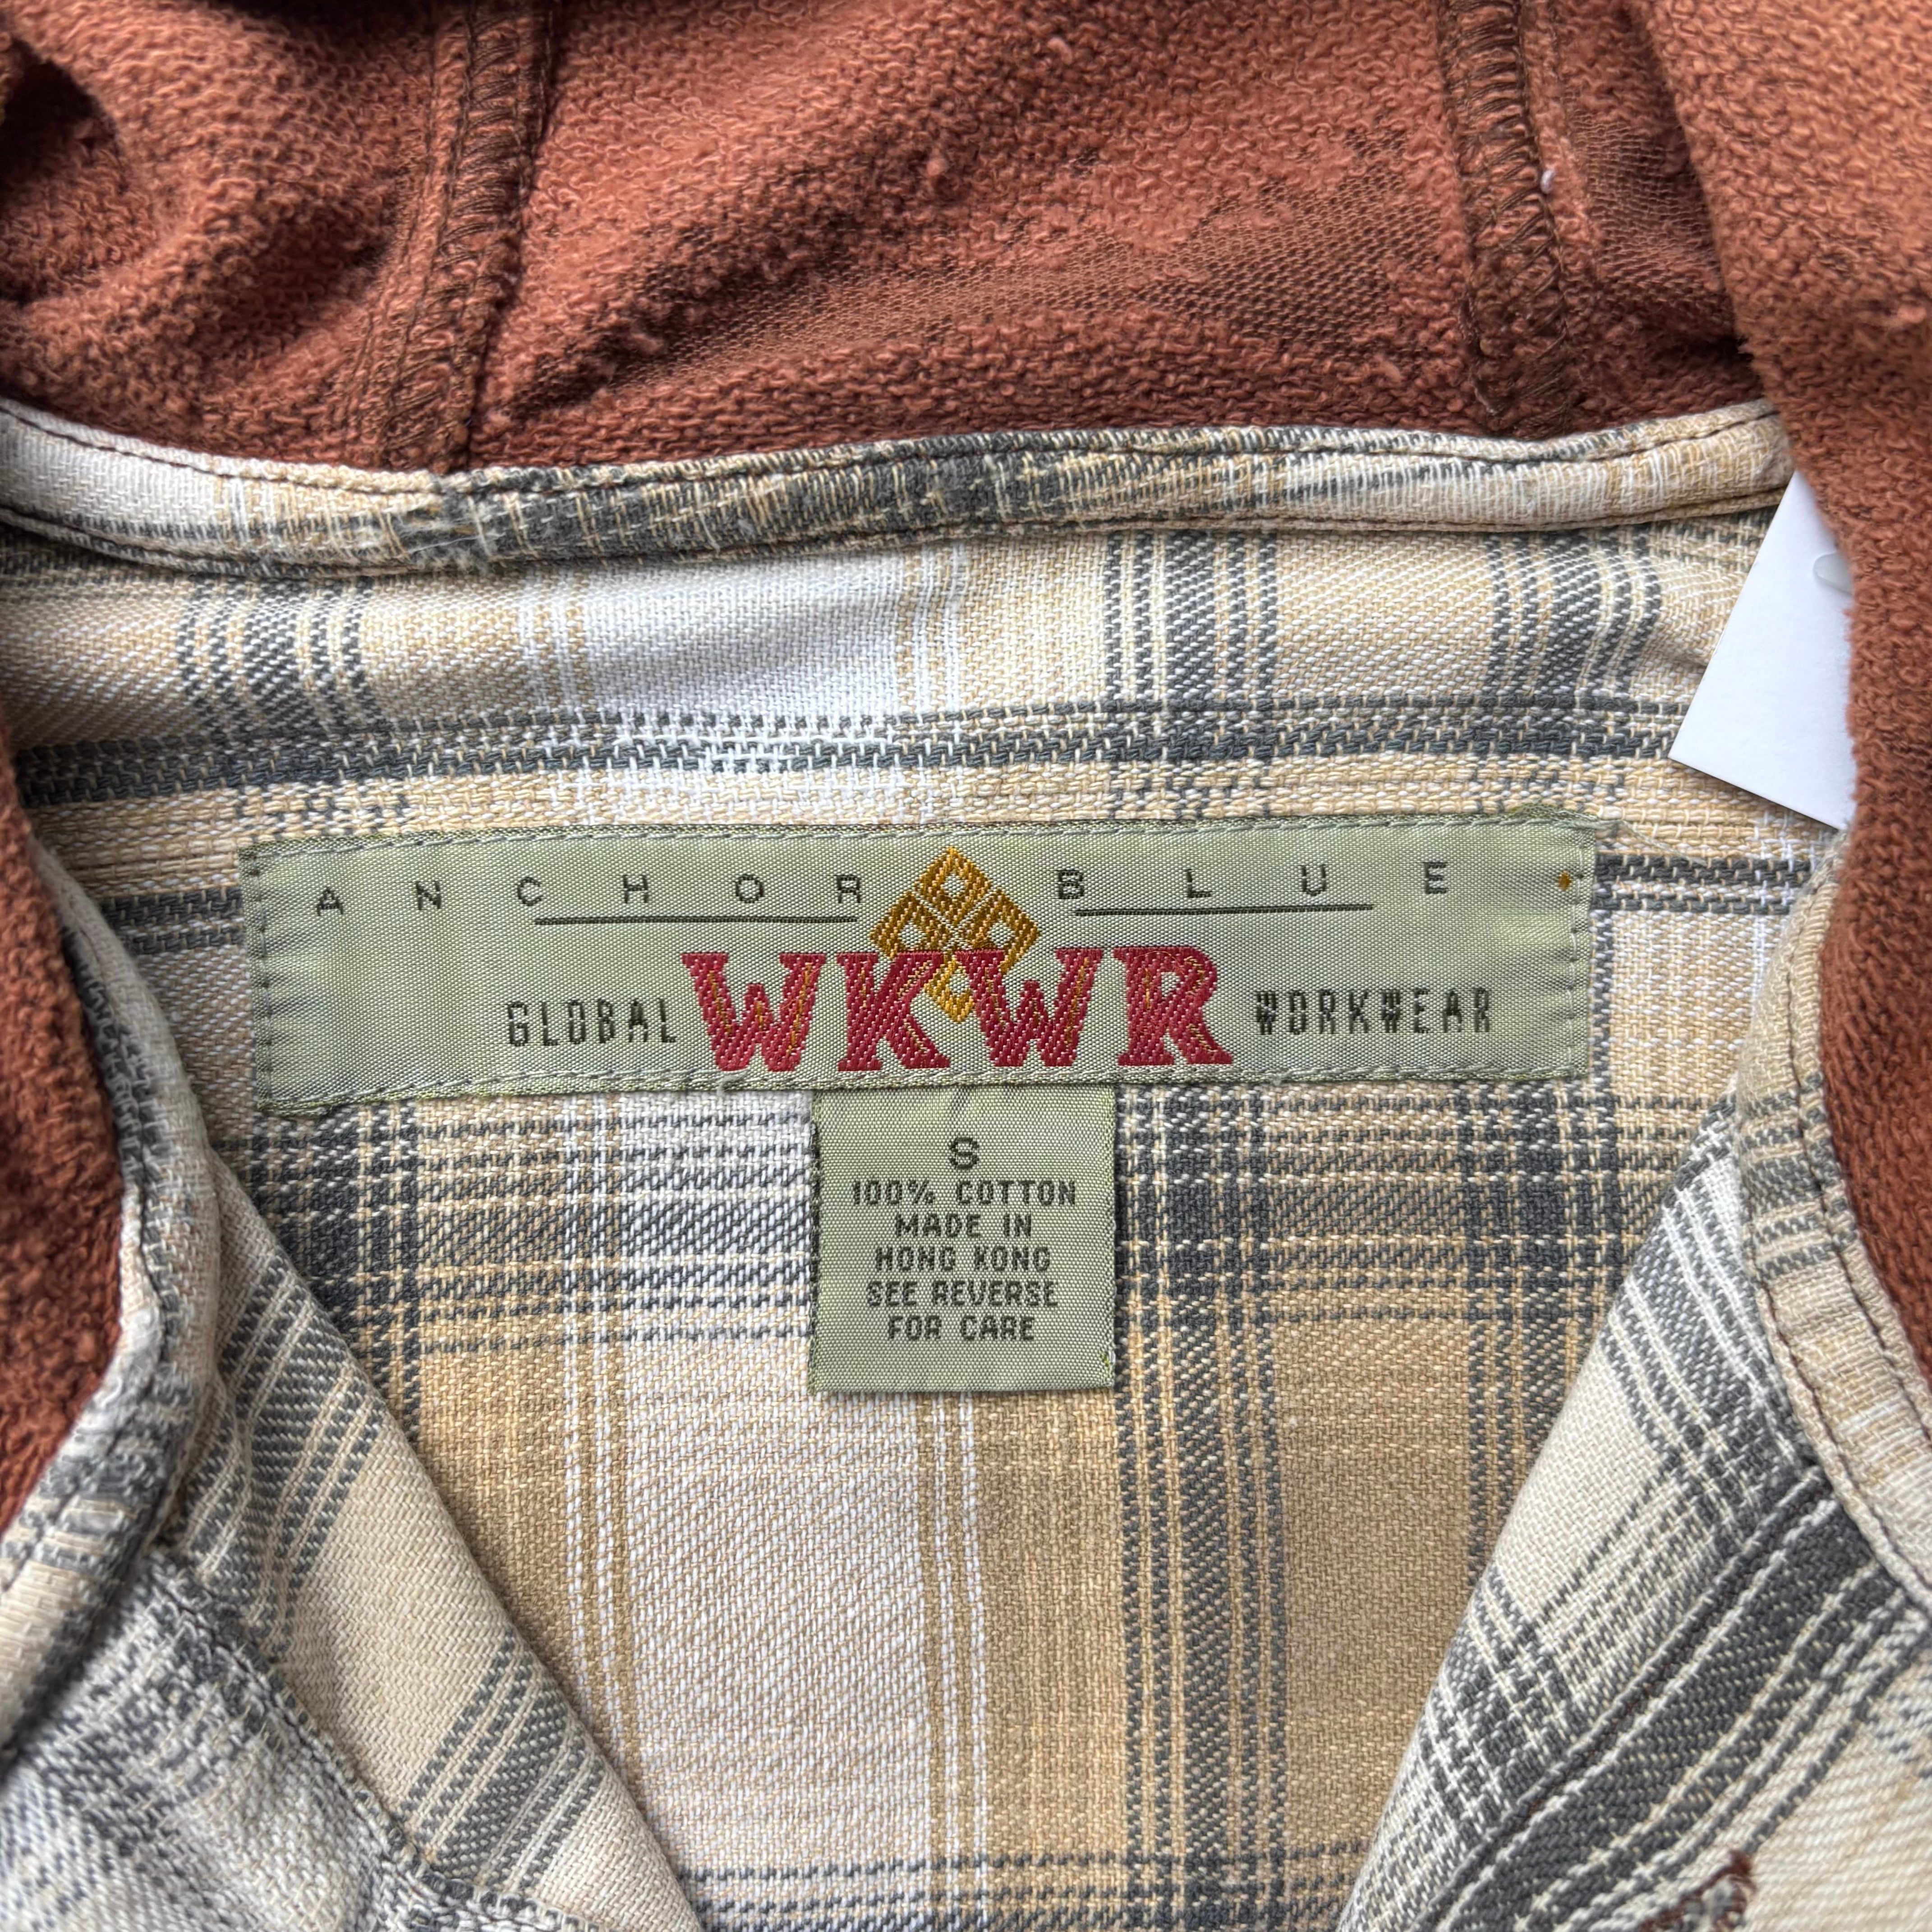 ANCHOR BLUE
GLOBAL WKWR WORKWEAR
S
100% COTTON
MADE IN
HONG KONG
SEE REVERSE
FOR CARE